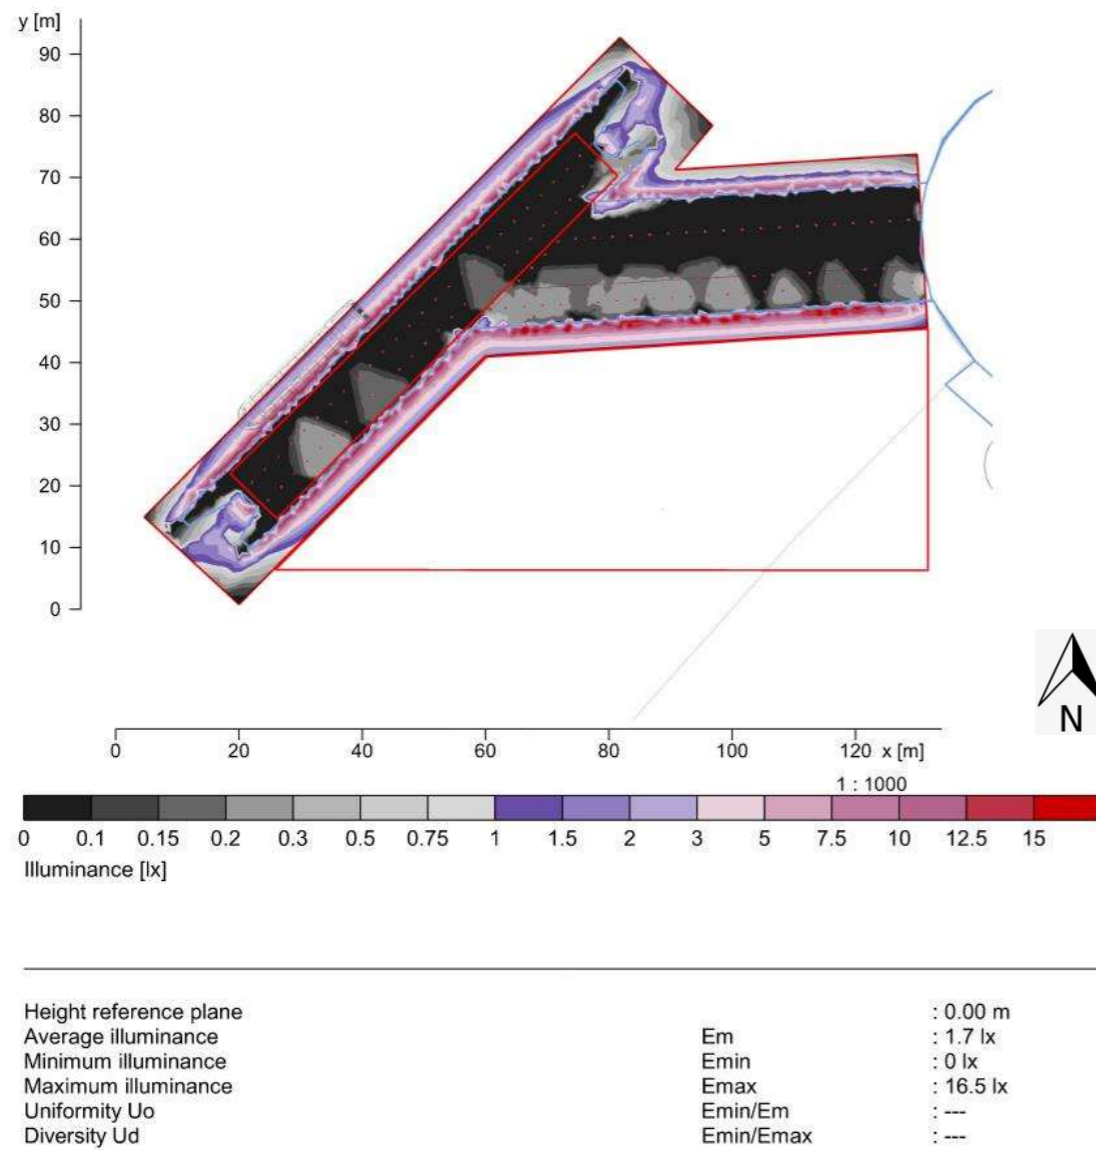 y [m]
90
80
70
60
50
40
30
20
10
0
N
0 20 40 60 80 100 120 x [m]
1 : 1000
0 0.1 0.15 0.2 0.3 0.5 0.75 1 1.5 2 3 5 7.5 10 12.5 15
Illuminance [lx]
Height reference plane : 0.00 m
Average illuminance Em : 1.7 lx
Minimum illuminance Emin : 0 lx
Maximum illuminance Emax : 16.5 lx
Uniformity Uo Emin/Em : ---
Diversity Ud Emin/Emax : ---